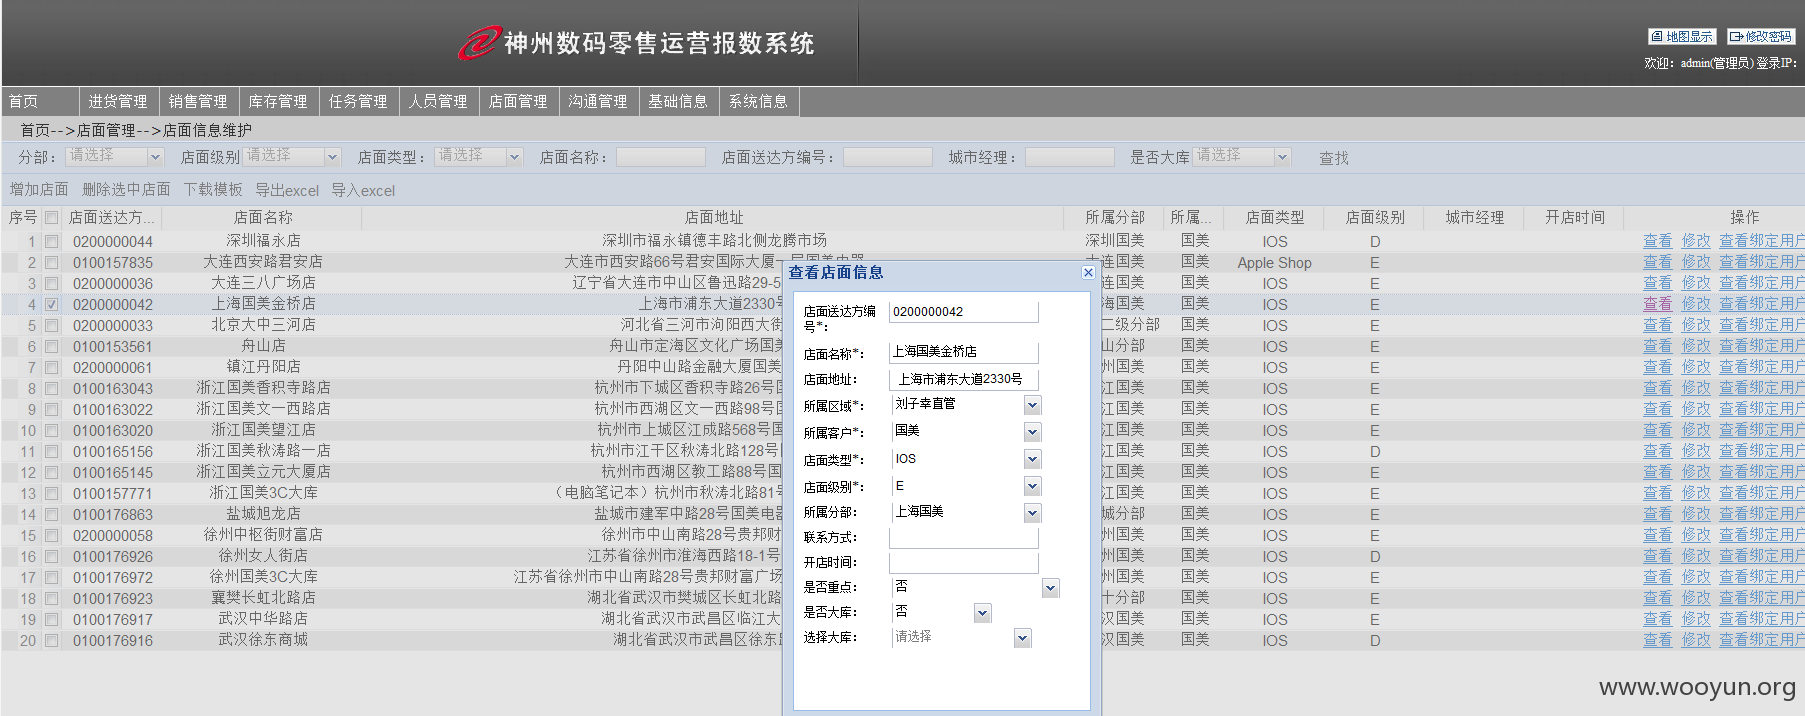 神州数码零售运营报数系统
地图显示 修改密码
欢迎：admin(管理员) 登录IP：
首页 进货管理 销售管理 库存管理 任务管理 人员管理 店面管理 沟通管理 基础信息 系统信息
首页-->店面管理-->店面信息维护
分部： 请选择 店面级别 请选择 店面类型： 请选择 店面名称： 店面送达方编号： 城市经理： 是否大库 请选择 查找
增加店面 删除选中店面 下载模板 导出excel 导入excel
序号 店面送达方... 店面名称 店面地址 所属分部 所属... 店面类型 店面级别 城市经理 开店时间 操作
1 0200000044 深圳福永店 深圳市福永镇德丰路北侧龙腾市场 深圳国美 国美 IOS D 查看 修改 查看绑定用户
2 0100157835 大连西安路君安店 大连市西安路66号君安国际大厦一层国美电器 大连国美 国美 Apple Shop E 查看 修改 查看绑定用户
3 0200000036 大连三八广场店 辽宁省大连市中山区鲁迅路29-5 连国美 国美 IOS E 查看 修改 查看绑定用户
4 0200000042 上海国美金桥店 上海市浦东大道2330号 海国美 国美 IOS E 查看 修改 查看绑定用户
5 0200000033 北京大中三河店 河北省三河市洵阳西大街 二级分部 国美 IOS E 查看 修改 查看绑定用户
6 0100153561 舟山店 舟山市定海区文化广场国美 山分部 国美 IOS E 查看 修改 查看绑定用户
7 0200000061 镇江丹阳店 丹阳中山路金融大厦国美 江国美 国美 IOS E 查看 修改 查看绑定用户
8 0100163043 浙江国美香积寺路店 杭州市下城区香积寺路26号国 州国美 国美 IOS E 查看 修改 查看绑定用户
9 0100163022 浙江国美文一西路店 杭州市西湖区文一西路98号国 州国美 国美 IOS E 查看 修改 查看绑定用户
10 0100163020 浙江国美望江店 杭州市上城区江成路568号国 州国美 国美 IOS E 查看 修改 查看绑定用户
11 0100165156 浙江国美秋涛路一店 杭州市江干区秋涛北路128号 州国美 国美 IOS D 查看 修改 查看绑定用户
12 0100165145 浙江国美立元大厦店 杭州市西湖区教工路88号国 州国美 国美 IOS E 查看 修改 查看绑定用户
13 0100157771 浙江国美3C大库 （电脑笔记本）杭州市秋涛北路81号 州国美 国美 IOS E 查看 修改 查看绑定用户
14 0100176863 盐城旭龙店 盐城市建军中路28号国美电器 城分部 国美 IOS E 查看 修改 查看绑定用户
15 0200000058 徐州中枢街财富店 徐州市中山南路28号贵邦财 州国美 国美 IOS E 查看 修改 查看绑定用户
16 0100176926 徐州女人街店 江苏省徐州市淮海西路18-1号 州国美 国美 IOS D 查看 修改 查看绑定用户
17 0100176972 徐州国美3C大库 江苏省徐州市中山南路28号贵邦财富广场 州国美 国美 IOS E 查看 修改 查看绑定用户
18 0100176923 襄樊长虹北路店 湖北省武汉市樊城区长虹北路 十分部 国美 IOS E 查看 修改 查看绑定用户
19 0100176917 武汉中华路店 湖北省武汉市武昌区临江大 汉国美 国美 IOS E 查看 修改 查看绑定用户
20 0100176916 武汉徐东商城 湖北省武汉市武昌区徐东路 汉国美 国美 IOS D 查看 修改 查看绑定用户
查看店面信息
店面送达方编号*： 0200000042
店面名称*： 上海国美金桥店
店面地址： 上海市浦东大道2330号
所属区域*： 刘子幸直管
所属客户*： 国美
店面类型*： IOS
店面级别*： E
所属分部： 上海国美
联系方式：
开店时间：
是否重点： 否
是否大库： 否
选择大库： 请选择
www.wooyun.org